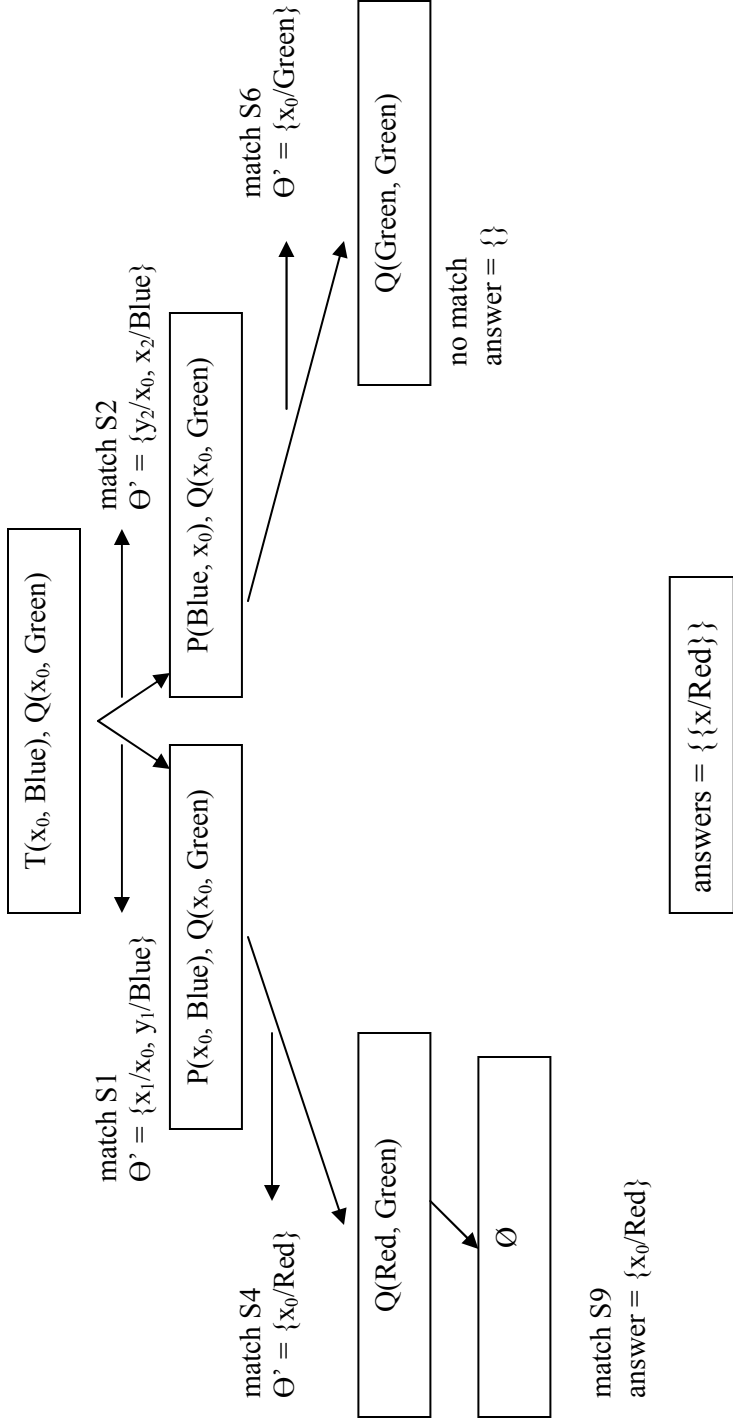 T(x₀, Blue), Q(x₀, Green)
match S1
Θ' = {x₁/x₀, y₁/Blue}
match S2
Θ' = {y₂/x₀, x₂/Blue}
P(x₀, Blue), Q(x₀, Green)
P(Blue, x₀), Q(x₀, Green)
match S4
Θ' = {x₀/Red}
match S6
Θ' = {x₀/Green}
Q(Red, Green)
Q(Green, Green)
Ø
no match
answer = {}
match S9
answer = {x₀/Red}
answers = {{x/Red}}